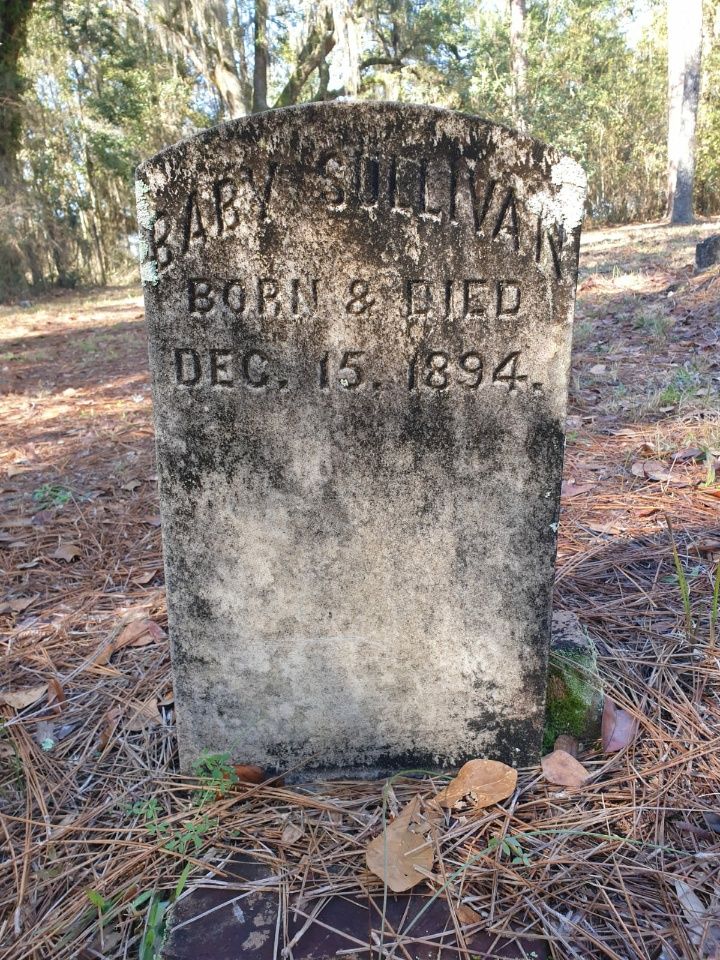 BABY SULLIVAN
BORN & DIED
DEC. 15. 1894.